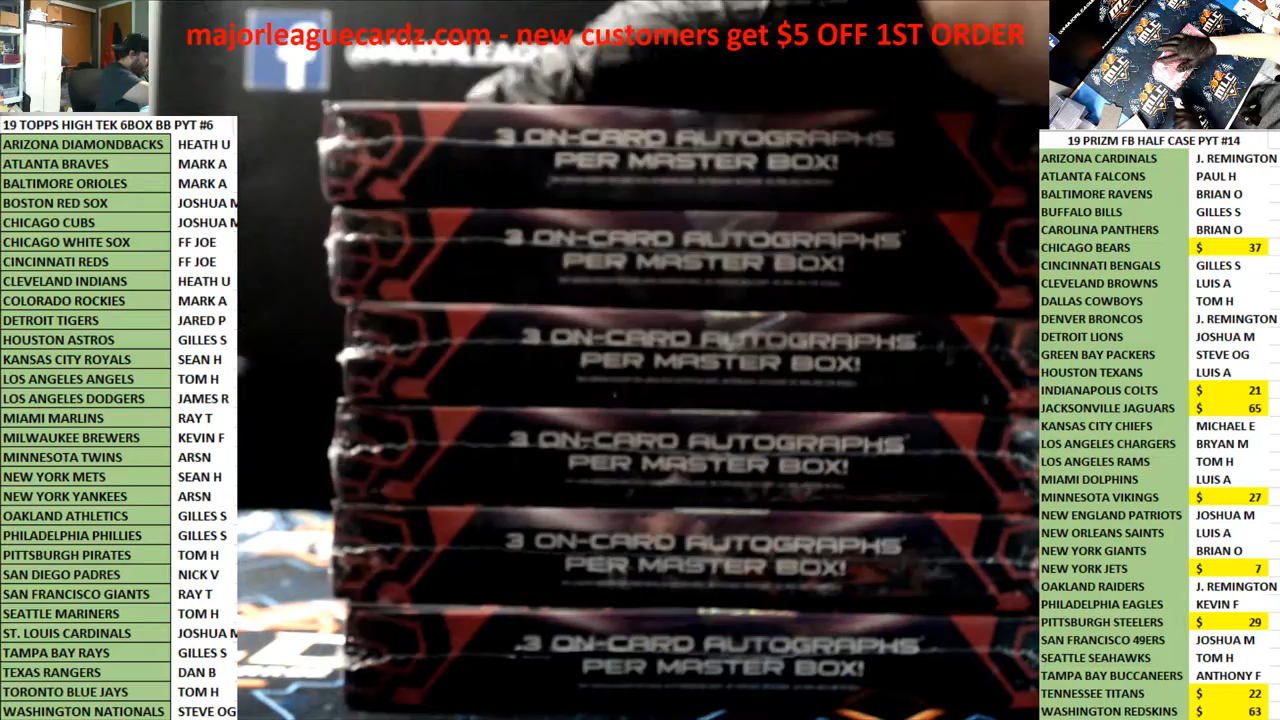 majorleaguecardz.com - new customers get $5 OFF 1ST ORDER
19 TOPPS HIGH TEK 6BOX BB PYT #6
ARIZONA DIAMONDBACKS HEATH U
ATLANTA BRAVES MARK A
BALTIMORE ORIOLES MARK A
BOSTON RED SOX JOSHUA M
CHICAGO CUBS JOSHUA M
CHICAGO WHITE SOX FF JOE
CINCINNATI REDS FF JOE
CLEVELAND INDIANS HEATH U
COLORADO ROCKIES MARK A
DETROIT TIGERS JARED P
HOUSTON ASTROS GILLES S
KANSAS CITY ROYALS SEAN H
LOS ANGELES ANGELS TOM H
LOS ANGELES DODGERS JAMES R
MIAMI MARLINS RAY T
MILWAUKEE BREWERS KEVIN F
MINNESOTA TWINS ARSN
NEW YORK METS SEAN H
NEW YORK YANKEES ARSN
OAKLAND ATHLETICS GILLES S
PHILADELPHIA PHILLIES GILLES S
PITTSBURGH PIRATES TOM H
SAN DIEGO PADRES NICK V
SAN FRANCISCO GIANTS RAY T
SEATTLE MARINERS TOM H
ST. LOUIS CARDINALS JOSHUA M
TAMPA BAY RAYS GILLES S
TEXAS RANGERS DAN B
TORONTO BLUE JAYS TOM H
WASHINGTON NATIONALS STEVE OG
3 ON-CARD AUTOGRAPHS
PER MASTER BOX!
3 ON-CARD AUTOGRAPHS
PER MASTER BOX!
3 ON-CARD AUTOGRAPHS
PER MASTER BOX!
3 ON-CARD AUTOGRAPHS
PER MASTER BOX!
3 ON-CARD AUTOGRAPHS
PER MASTER BOX!
3 ON-CARD AUTOGRAPHS
PER MASTER BOX!
MLC
19 PRIZM FB HALF CASE PYT #14
ARIZONA CARDINALS J. REMINGTON
ATLANTA FALCONS PAUL H
BALTIMORE RAVENS BRIAN O
BUFFALO BILLS GILLES S
CAROLINA PANTHERS BRIAN O
CHICAGO BEARS $ 37
CINCINNATI BENGALS GILLES S
CLEVELAND BROWNS LUIS A
DALLAS COWBOYS TOM H
DENVER BRONCOS J. REMINGTON
DETROIT LIONS JOSHUA M
GREEN BAY PACKERS STEVE OG
HOUSTON TEXANS LUIS A
INDIANAPOLIS COLTS $ 21
JACKSONVILLE JAGUARS $ 65
KANSAS CITY CHIEFS MICHAEL E
LOS ANGELES CHARGERS BRYAN M
LOS ANGELES RAMS TOM H
MIAMI DOLPHINS LUIS A
MINNESOTA VIKINGS $ 27
NEW ENGLAND PATRIOTS JOSHUA M
NEW ORLEANS SAINTS LUIS A
NEW YORK GIANTS BRIAN O
NEW YORK JETS $ 7
OAKLAND RAIDERS J. REMINGTON
PHILADELPHIA EAGLES KEVIN F
PITTSBURGH STEELERS $ 29
SAN FRANCISCO 49ERS JOSHUA M
SEATTLE SEAHAWKS TOM H
TAMPA BAY BUCCANEERS ANTHONY F
TENNESSEE TITANS $ 22
WASHINGTON REDSKINS $ 63